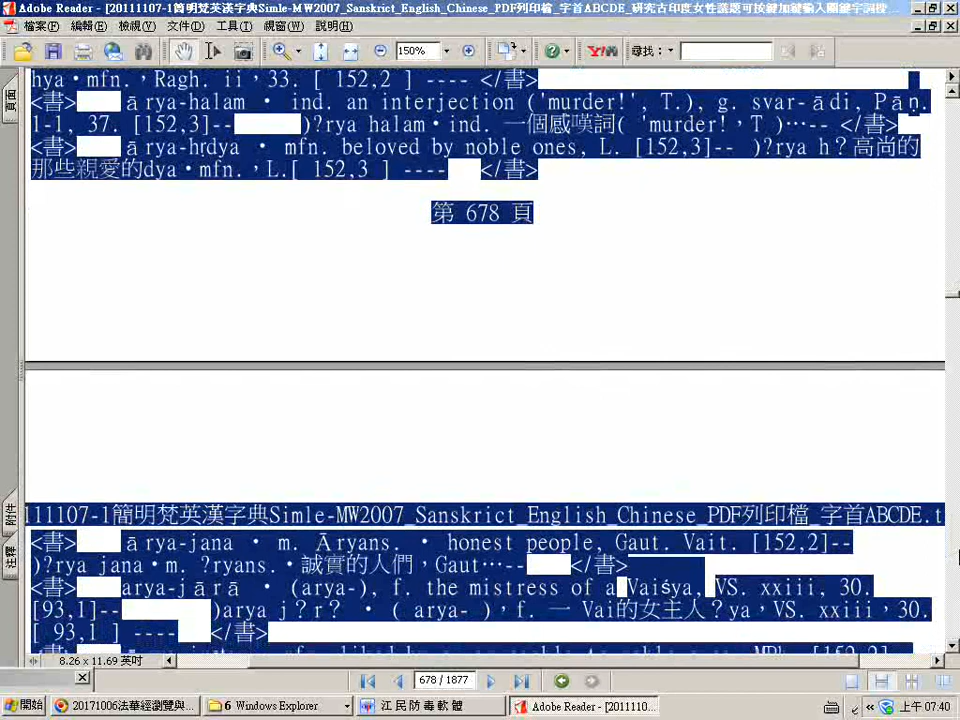 Adobe Reader - [20111107-1簡明梵英漢字典Simle-MW2007_Sanskrict_English_Chinese_PDF列印檔_字首ABCDE_研究古印度女性議題可按鍵加鍵輸入關鍵字詞搜
檔案(F) 編輯(E) 檢視(V) 文件(D) 工具(T) 視窗(W) 說明(H)
150% 尋找:
頁面
hya‧mfn.,Ragh. ii,33. [ 152,2 ] ---- </書>
<書> ārya-halam ‧ ind. an interjection ('murder!', T.), g. svar-ādi, Pāṇ.
1-1, 37. [152,3]-- )?rya halam‧ind. 一個感嘆詞( 'murder!,T )…-- </書>
<書> ārya-hṛdya ‧ mfn. beloved by noble ones, L. [152,3]-- )?rya h?高尚的
那些親愛的dya‧mfn.,L.[ 152,3 ] ---- </書>
第 678 頁
附件
注釋
111107-1簡明梵英漢字典Simle-MW2007_Sanskrict_English_Chinese_PDF列印檔_字首ABCDE.t
<書> ārya-jana ‧ m. Āryans. ‧ honest people, Gaut. Vait. [152,2]--
)?rya jana‧m. ?ryans.‧誠實的人們,Gaut…-- </書>
<書> arya-jārā ‧ (arya-), f. the mistress of a Vaiśya, VS. xxiii, 30.
[93,1]-- )arya j?r? ‧ ( arya- ),f. 一 Vai的女主人?ya,VS. xxiii,30.
[ 93,1 ] ---- </書>
8.26 x 11.69 英吋
678 / 1877
開始 20171006法華經瀏覽與... 6 Windows Explorer 江民防毒軟體 Adobe Reader - [2011110... 上午 07:40